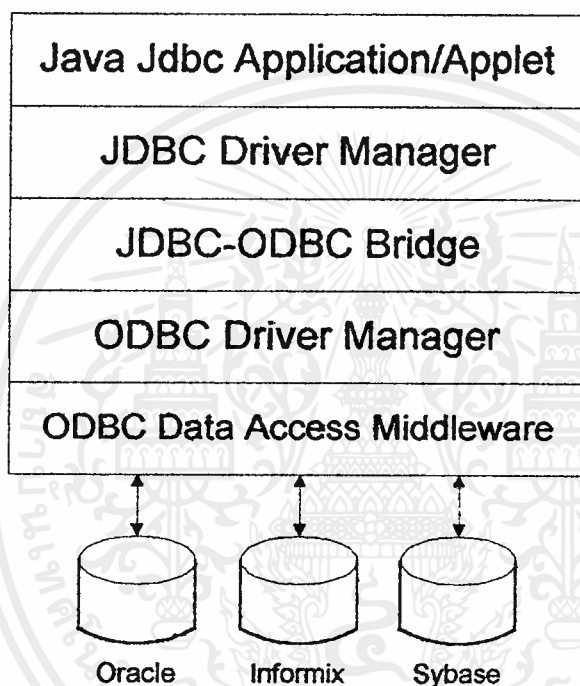 Java Jdbc Application/Applet
JDBC Driver Manager
JDBC-ODBC Bridge
ODBC Driver Manager
ODBC Data Access Middleware
Oracle Informix Sybase